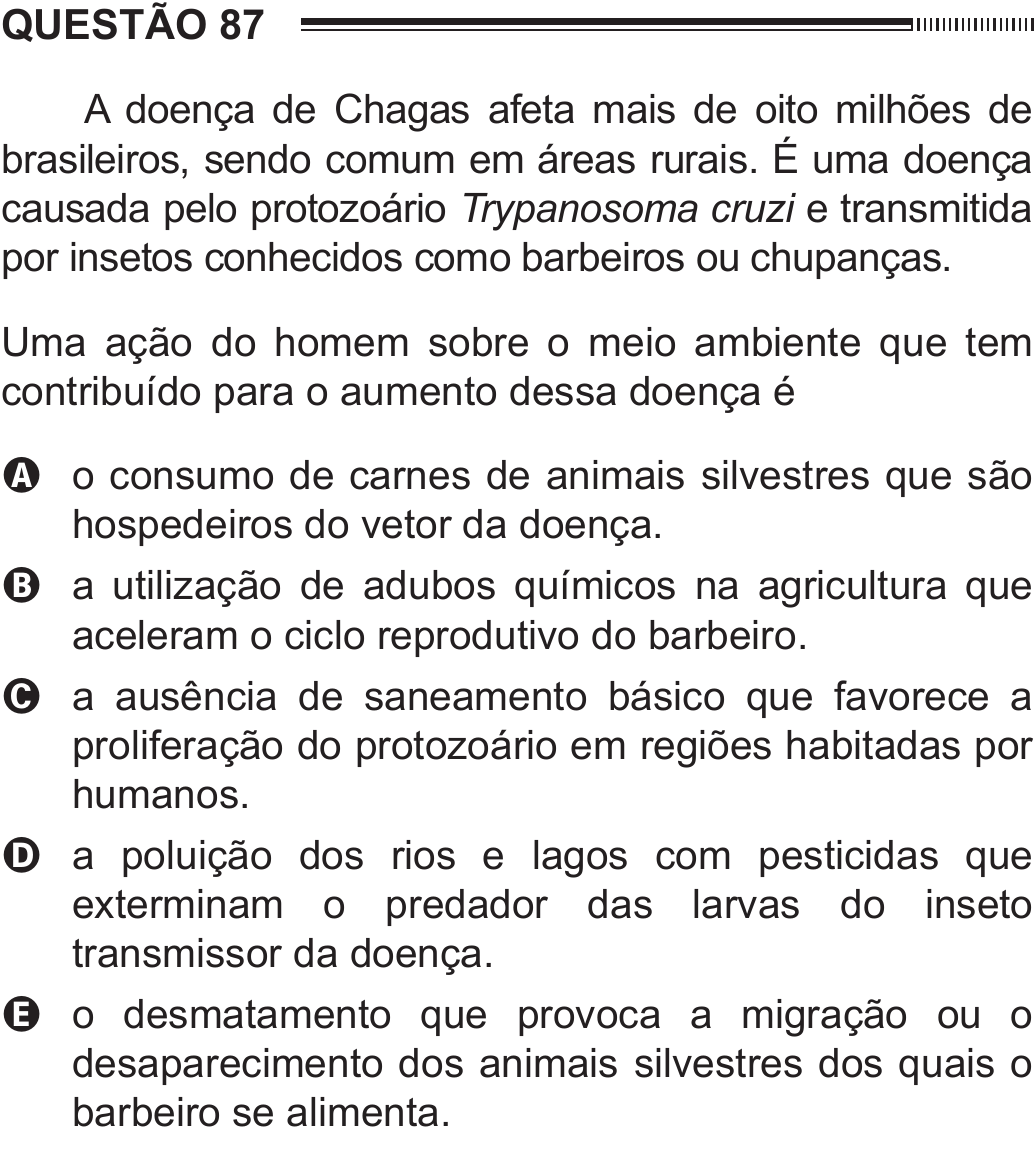 QUESTÃO 87
A doença de Chagas afeta mais de oito milhões de
brasileiros, sendo comum em áreas rurais. É uma doença
causada pelo protozoário Trypanosoma cruzi e transmitida
por insetos conhecidos como barbeiros ou chupanças.
Uma ação do homem sobre o meio ambiente que tem
contribuído para o aumento dessa doença é
A o consumo de carnes de animais silvestres que são
hospedeiros do vetor da doença.
B a utilização de adubos químicos na agricultura que
aceleram o ciclo reprodutivo do barbeiro.
C a ausência de saneamento básico que favorece a
proliferação do protozoário em regiões habitadas por
humanos.
D a poluição dos rios e lagos com pesticidas que
exterminam o predador das larvas do inseto
transmissor da doença.
E o desmatamento que provoca a migração ou o
desaparecimento dos animais silvestres dos quais o
barbeiro se alimenta.